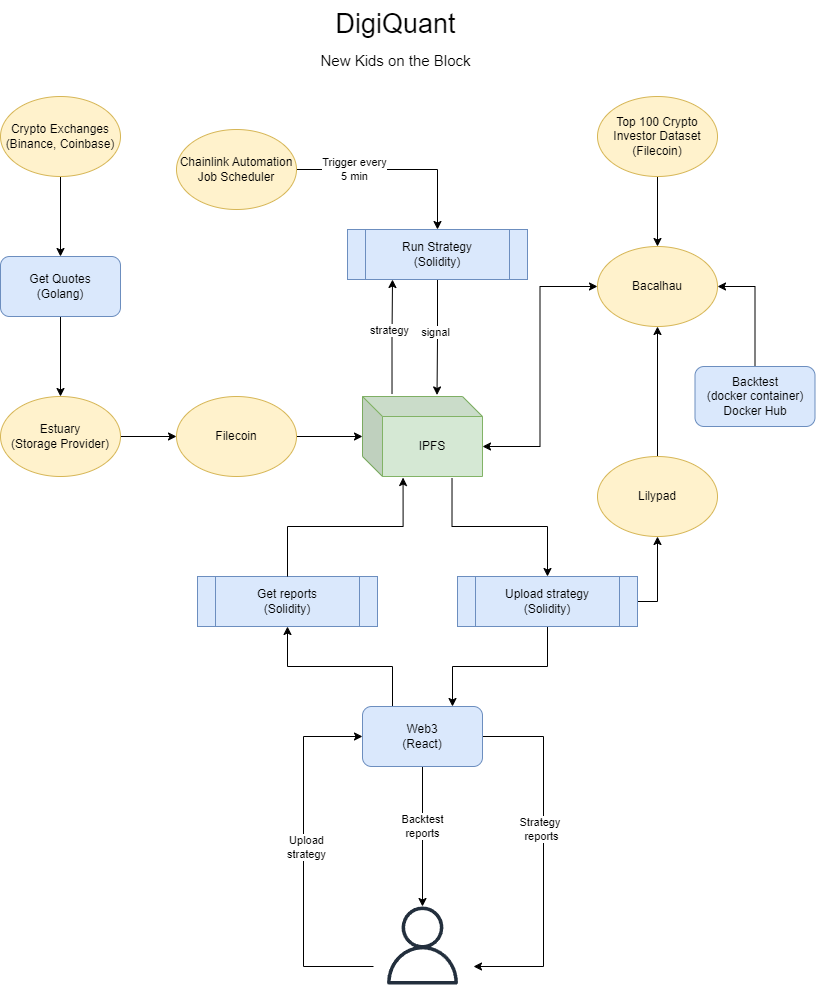 DigiQuant
New Kids on the Block
Crypto Exchanges
(Binance, Coinbase)
Chainlink Automation
Job Scheduler
Trigger every
5 min
Top 100 Crypto
Investor Dataset
(Filecoin)
Run Strategy
(Solidity)
Get Quotes
(Golang)
Bacalhau
strategy
signal
Backtest
(docker container)
Docker Hub
Estuary
(Storage Provider)
Filecoin
IPFS
Lilypad
Get reports
(Solidity)
Upload strategy
(Solidity)
Web3
(React)
Backtest
reports
Strategy
reports
Upload
strategy